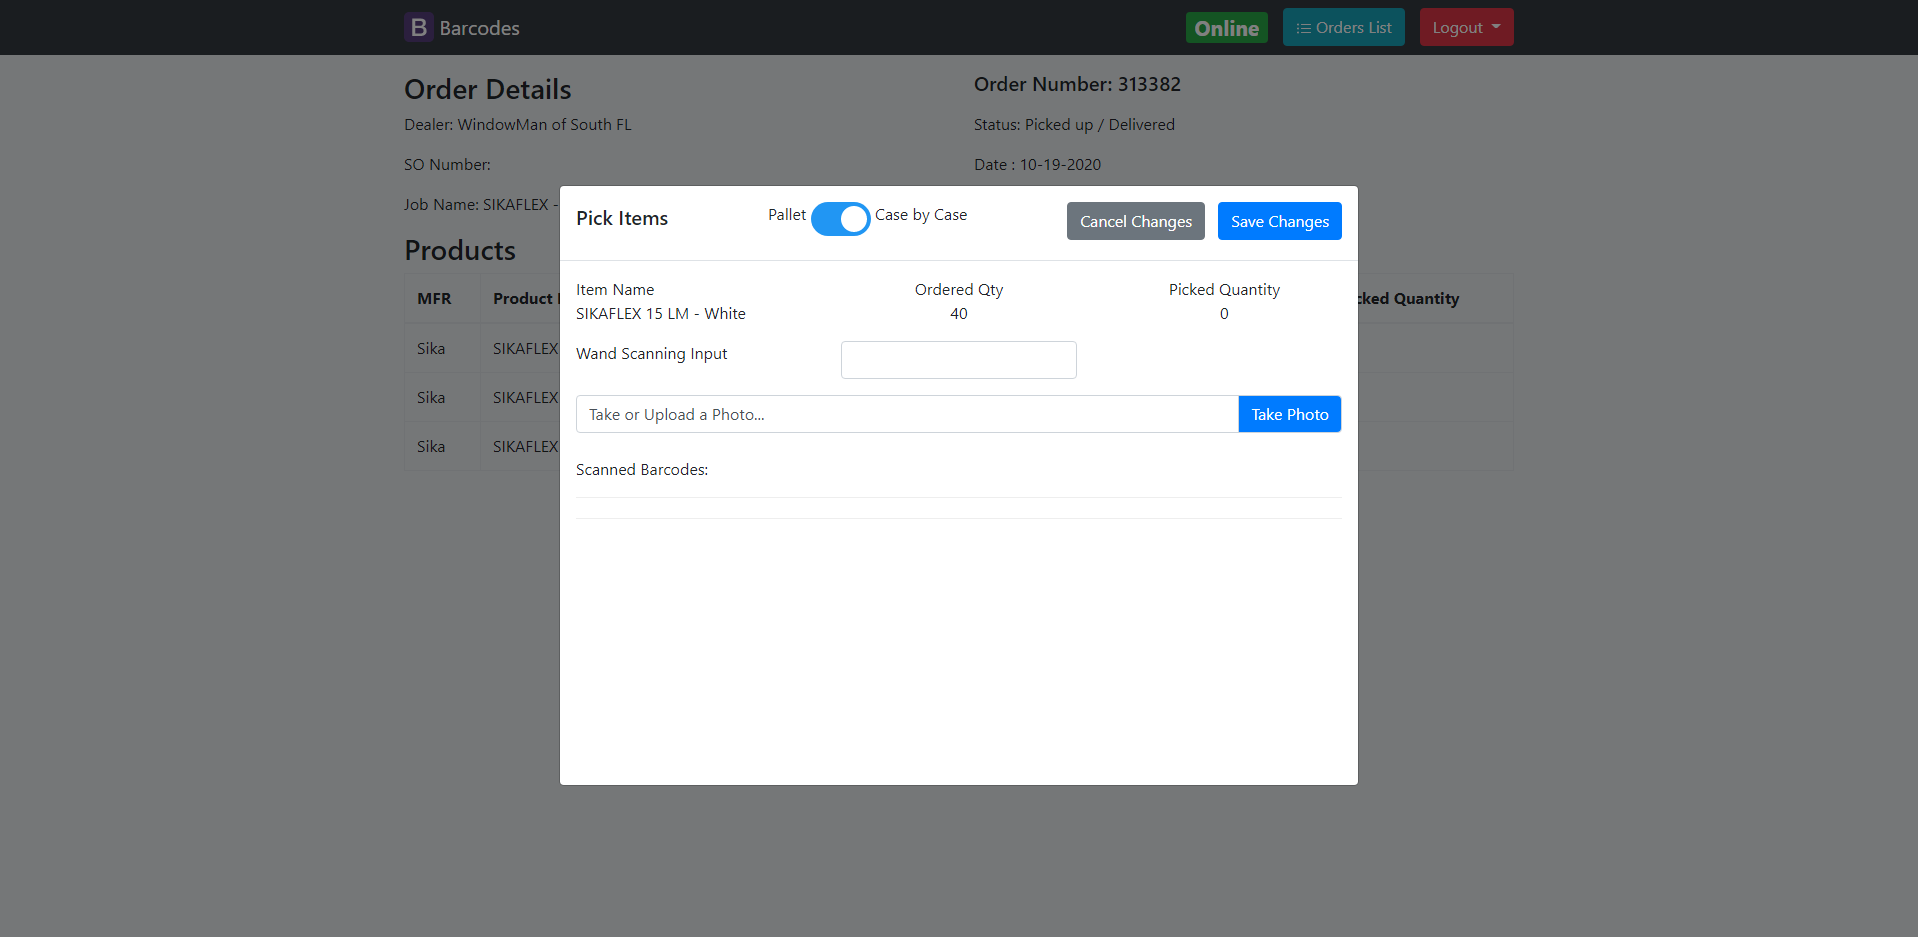 B Barcodes
Online
Orders List
Logout
Order Details
Order Number: 313382
Dealer: WindowMan of South FL
Status: Picked up / Delivered
SO Number:
Date : 10-19-2020
Job Name: SIKAFLEX -
Pick Items
Pallet
Case by Case
Cancel Changes
Save Changes
Products
Item Name
Ordered Qty
Picked Quantity
SIKAFLEX 15 LM - White
40
0
MFR
Product
Quantity
Sika
SIKAFLEX
Sika
SIKAFLEX
Sika
SIKAFLEX
Wand Scanning Input
Take or Upload a Photo...
Take Photo
Scanned Barcodes: